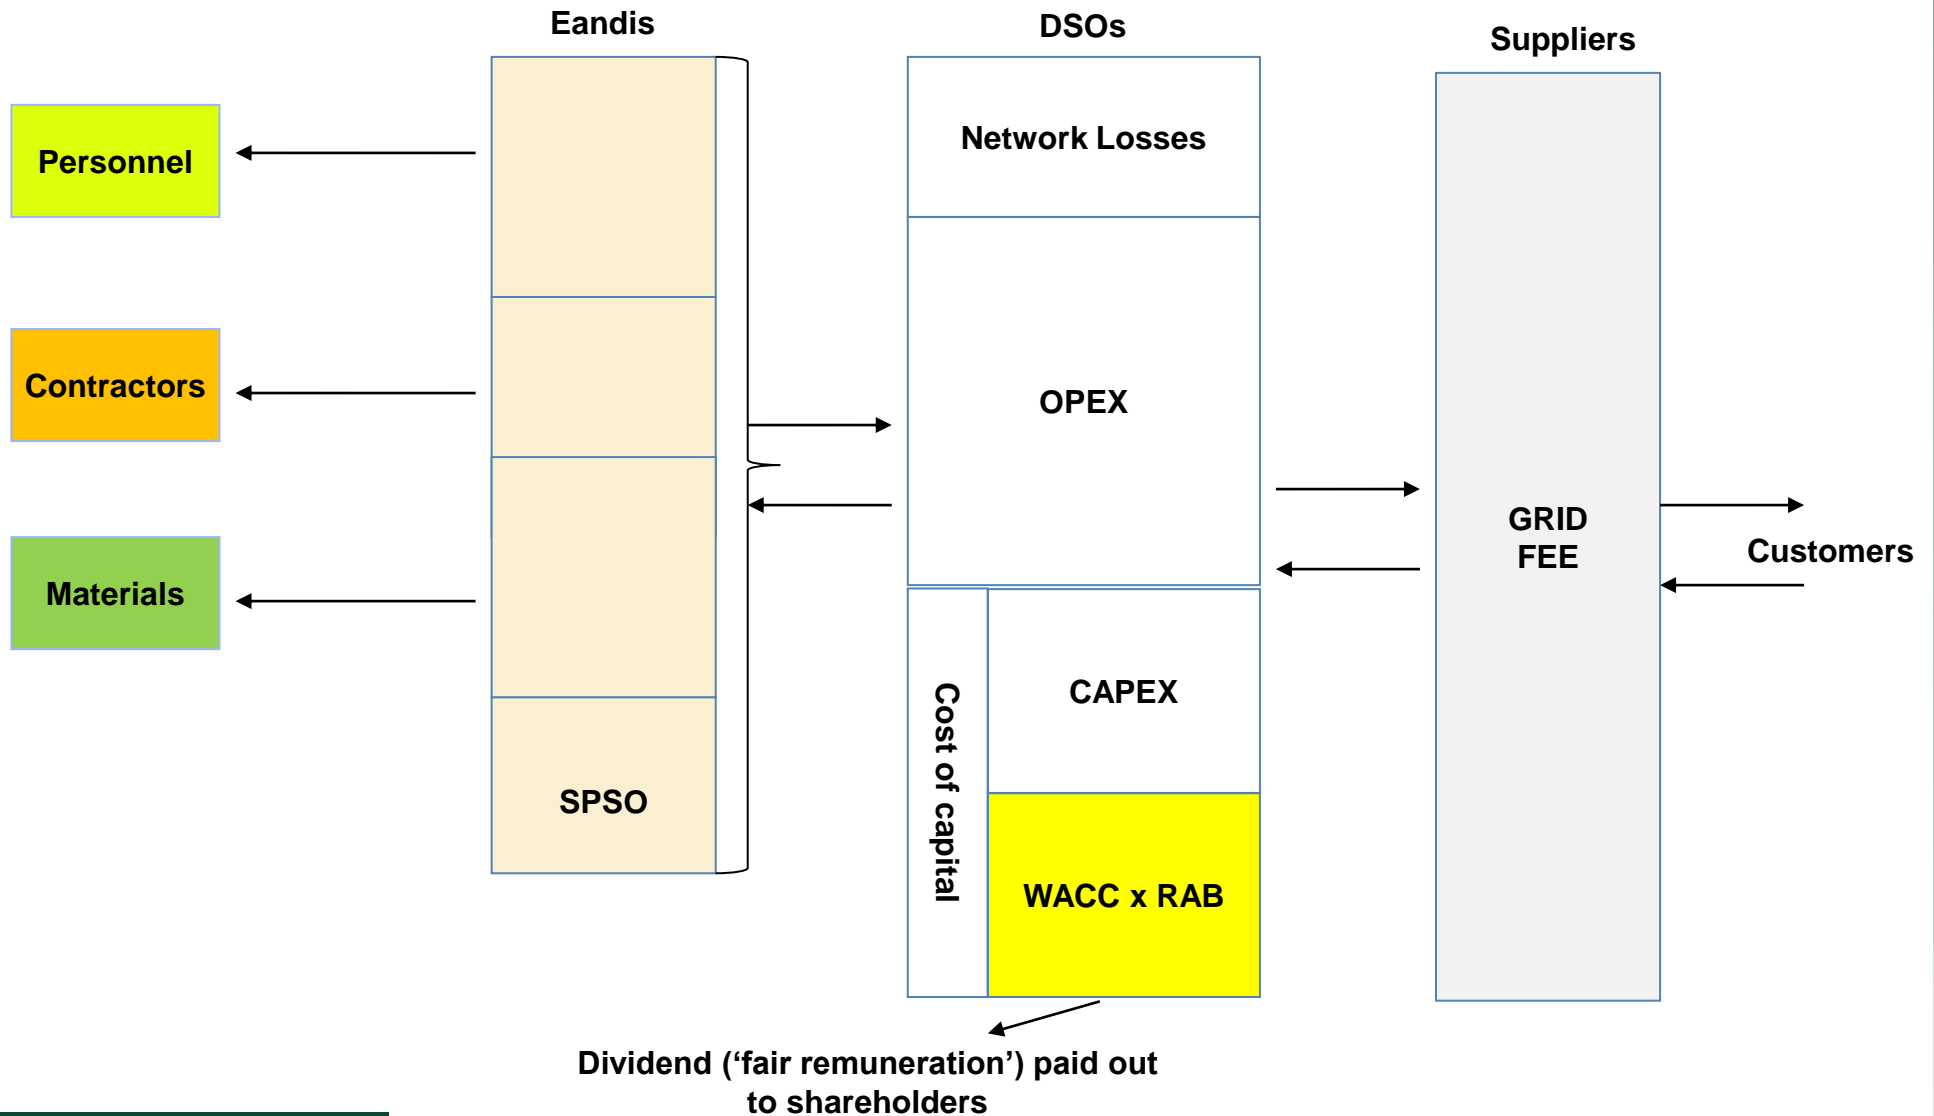 Eandis
DSOs
Suppliers
Personnel
Contractors
Materials
SPSO
Network Losses
OPEX
Cost of capital
CAPEX
WACC x RAB
GRID
FEE
Customers
Dividend (‘fair remuneration’) paid out
to shareholders